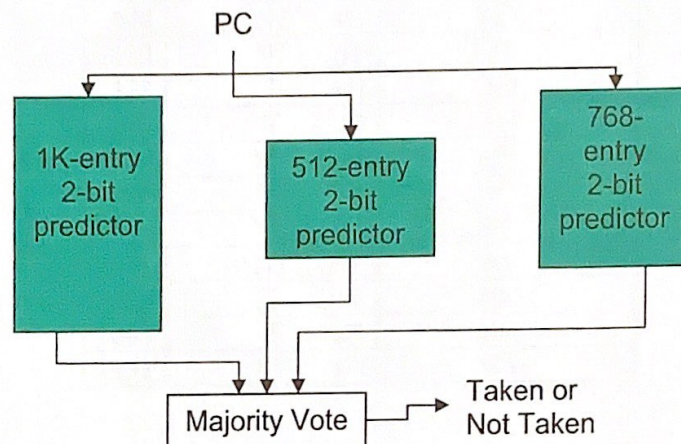 PC
1K-entry
2-bit
predictor
512-entry
2-bit
predictor
768-
entry
2-bit
predictor
Majority Vote
Taken or
Not Taken